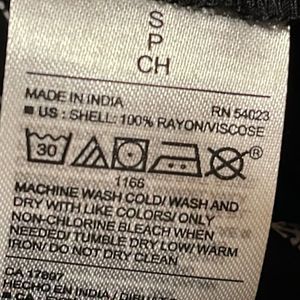 S
P
CH
MADE IN INDIA RN 54023
■ US : SHELL: 100% RAYON/VISCOSE
30
®
1166
MACHINE WASH COLD/ WASH AND
DRY WITH LIKE COLORS/ ONLY
NON-CHLORINE BLEACH WHEN
NEEDED/ TUMBLE DRY LOW/ WARM
IRON/ DO NOT DRY CLEAN
CA 17897
HECHO EN INDIA